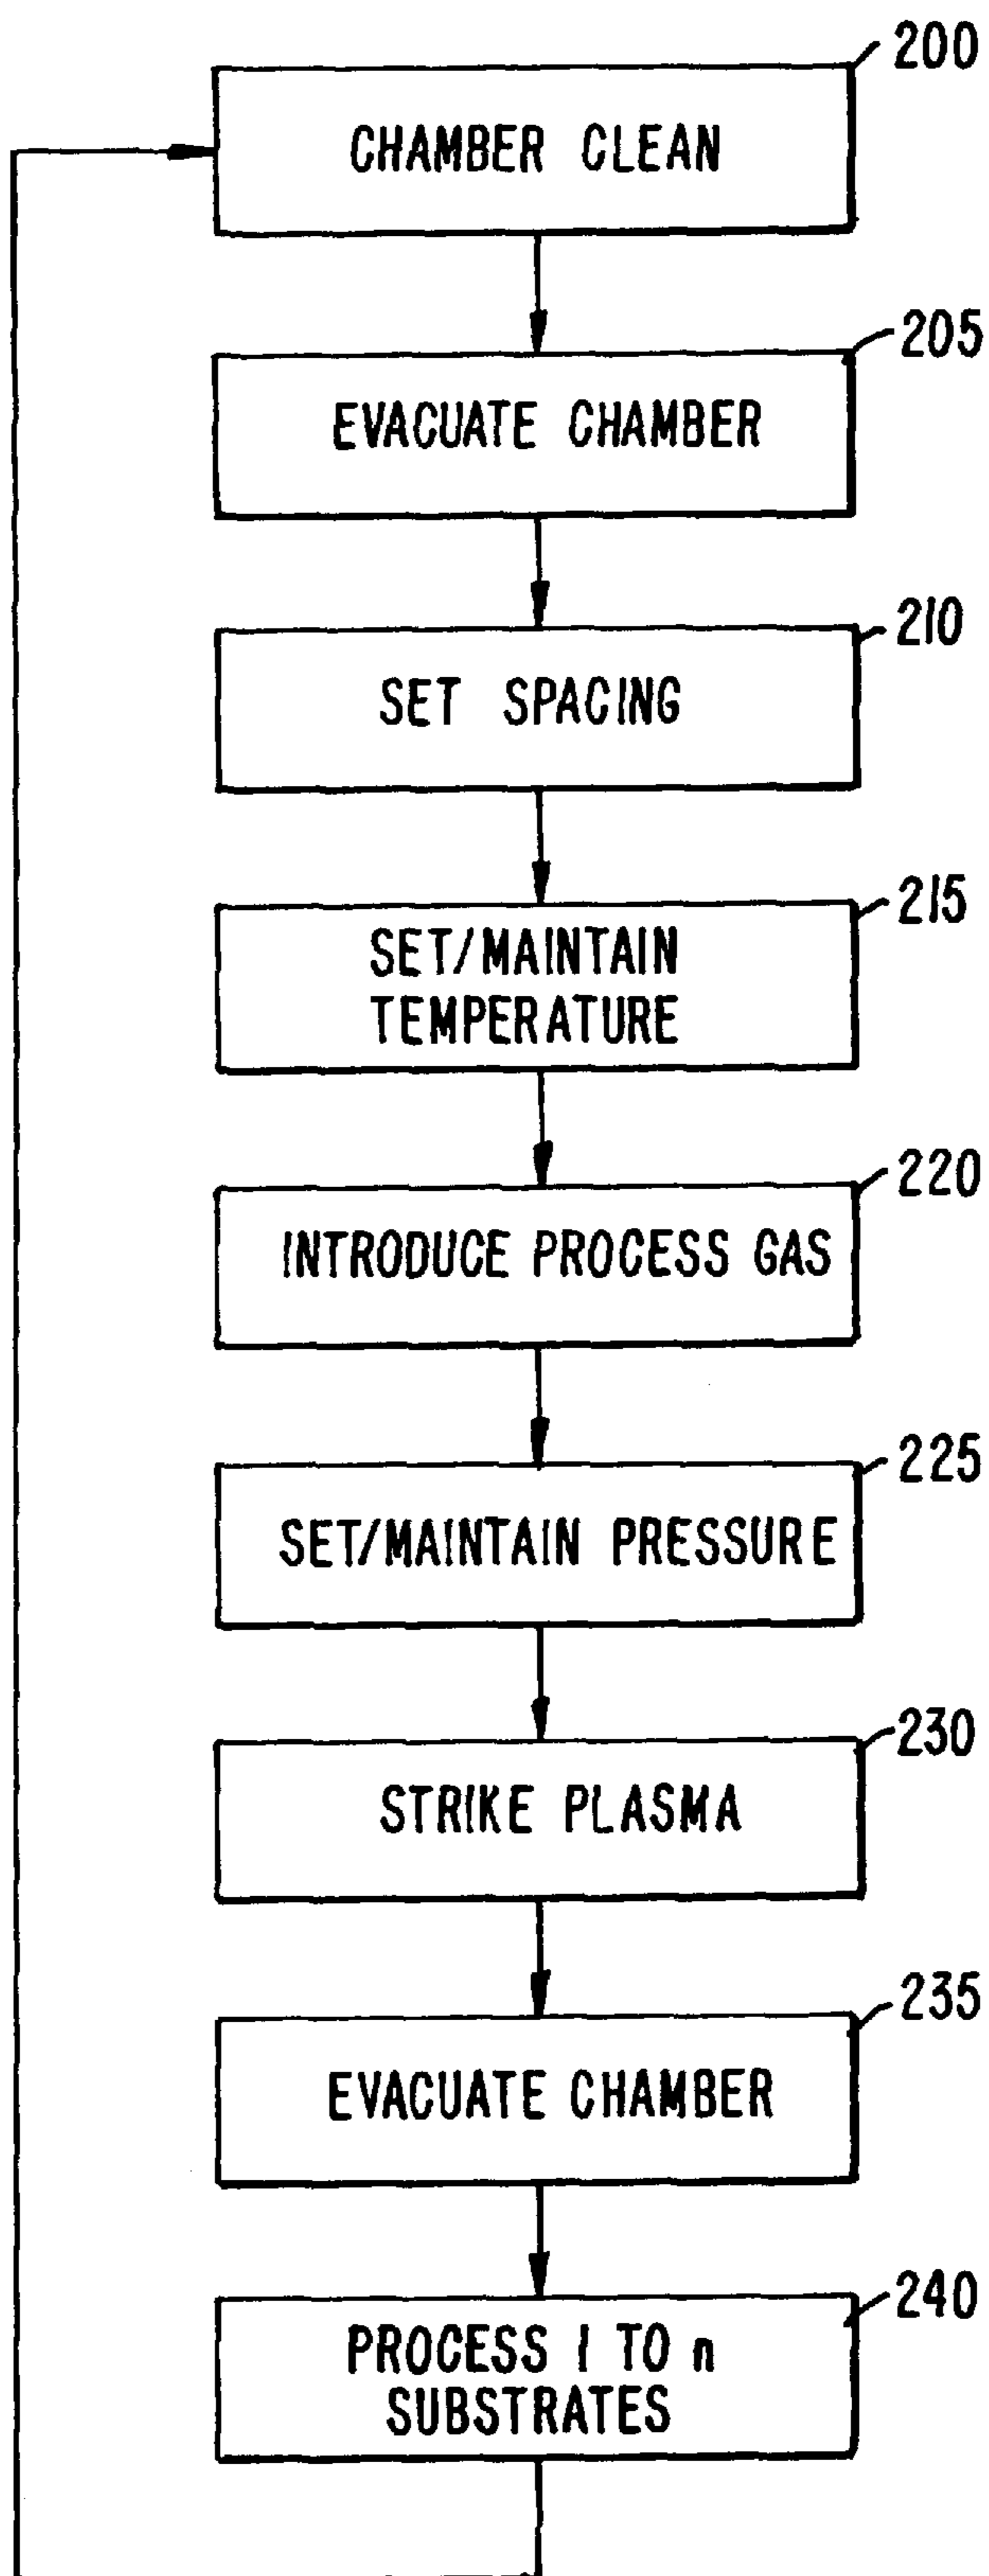 200
CHAMBER CLEAN
205
EVACUATE CHAMBER
210
SET SPACING
215
SET/MAINTAIN
TEMPERATURE
220
INTRODUCE PROCESS GAS
225
SET/MAINTAIN PRESSURE
230
STRIKE PLASMA
235
EVACUATE CHAMBER
240
PROCESS 1 TO n
SUBSTRATES